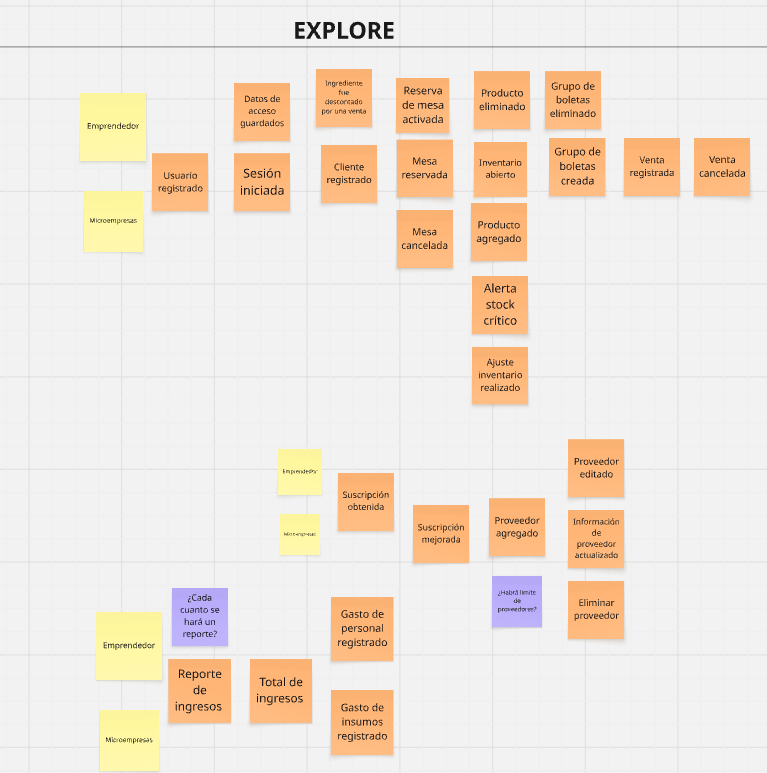 EXPLORE
Emprendedor
Microempresas
Usuario
registrado
Datos de
acceso
guardados
Sesión
iniciada
Ingrediente
fue
descontado
por una venta
Cliente
registrado
Reserva
de mesa
activada
Mesa
reservada
Mesa
cancelada
Producto
eliminado
Inventario
abierto
Producto
agregado
Alerta
stock
crítico
Ajuste
inventario
realizado
Grupo de
boletas
eliminado
Grupo de
boletas
creada
Venta
registrada
Venta
cancelada
Emprendedor
Microempresas
Suscripción
obtenida
Suscripción
mejorada
Proveedor
agregado
¿Habrá límite
de
proveedores?
Proveedor
editado
Información
de
proveedor
actualizado
Eliminar
proveedor
Emprendedor
Microempresas
¿Cada
cuanto se
hará un
reporte?
Reporte
de
ingresos
Total de
ingresos
Gasto de
personal
registrado
Gasto de
insumos
registrado